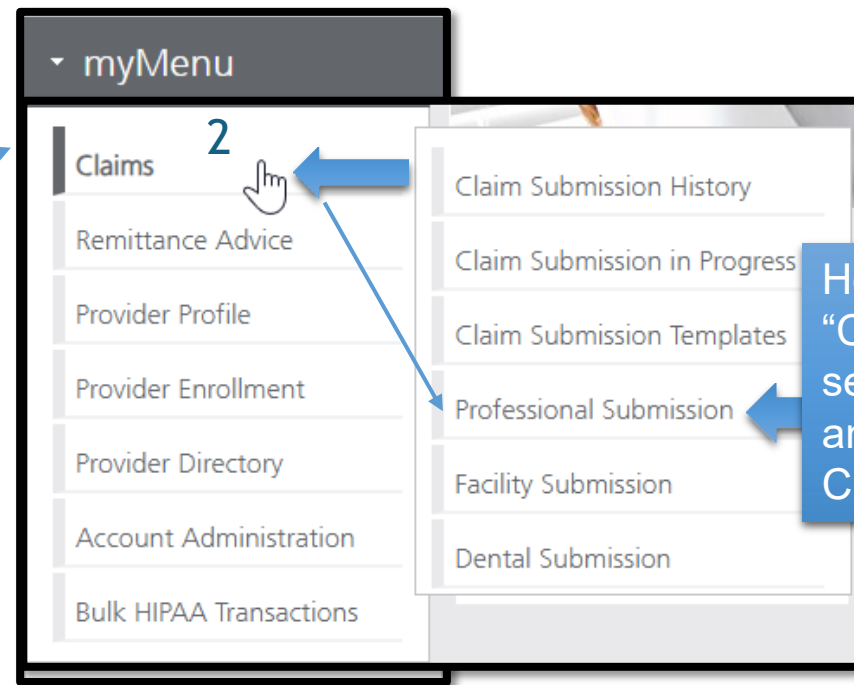 myMenu
2
Claims
Remittance Advice
Provider Profile
Provider Enrollment
Provider Directory
Account Administration
Bulk HIPAA Transactions
Claim Submission History
Claim Submission in Progress
Claim Submission Templates
Professional Submission
Facility Submission
Dental Submission